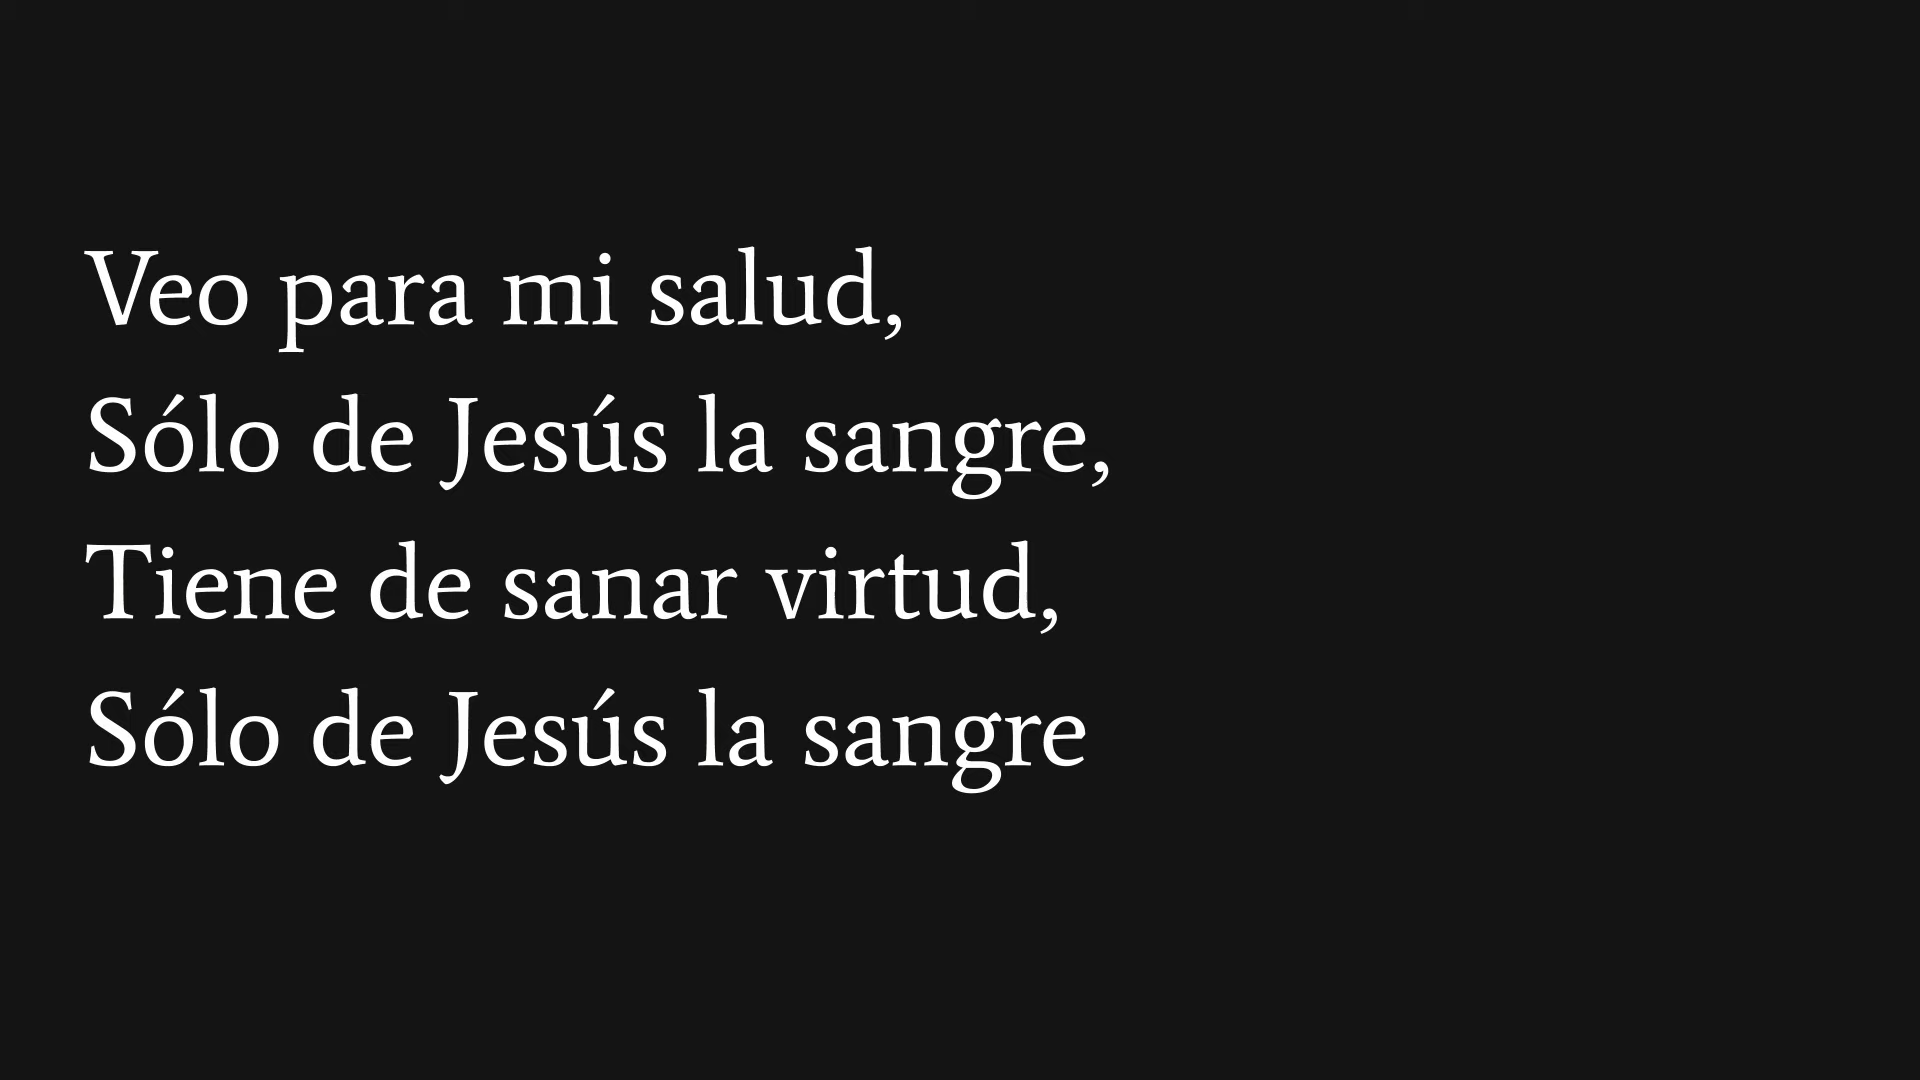 Veo para mi salud,
Sólo de Jesús la sangre,
Tiene de sanar virtud,
Sólo de Jesús la sangre